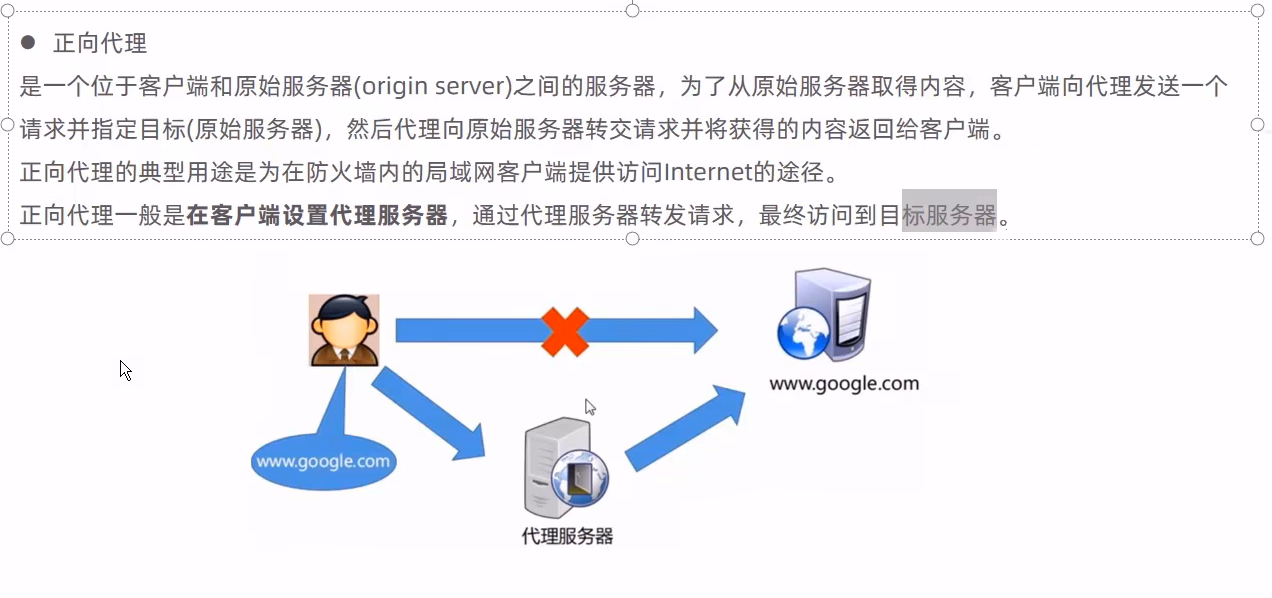 ● 正向代理
是一个位于客户端和原始服务器(origin server)之间的服务器，为了从原始服务器取得内容，客户端向代理发送一个
请求并指定目标(原始服务器)，然后代理向原始服务器转交请求并将获得的内容返回给客户端。
正向代理的典型用途是为在防火墙内的局域网客户端提供访问Internet的途径。
正向代理一般是在客户端设置代理服务器，通过代理服务器转发请求，最终访问到目标服务器。
www.google.com
www.google.com
代理服务器